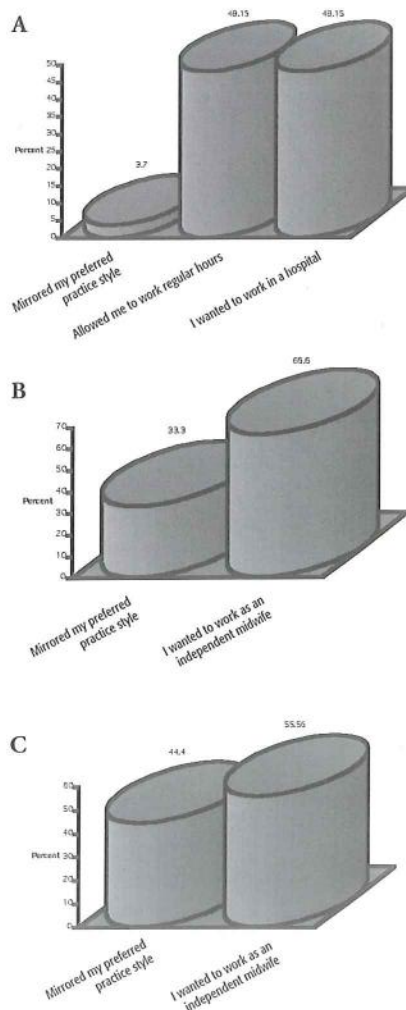 A
48.15
48.15
50
45
40
35
30
25
20
15
10
5
0
Percent
3.7
Mirrored my preferred
practice style
Allowed me to work regular hours
I wanted to work in a hospital
B
66.6
33.3
70
60
50
40
30
20
10
0
Percent
Mirrored my preferred
practice style
I wanted to work as an
independent midwife
C
55.56
44.4
60
50
40
30
20
10
0
Percent
Mirrored my preferred
practice style
I wanted to work as an
independent midwife